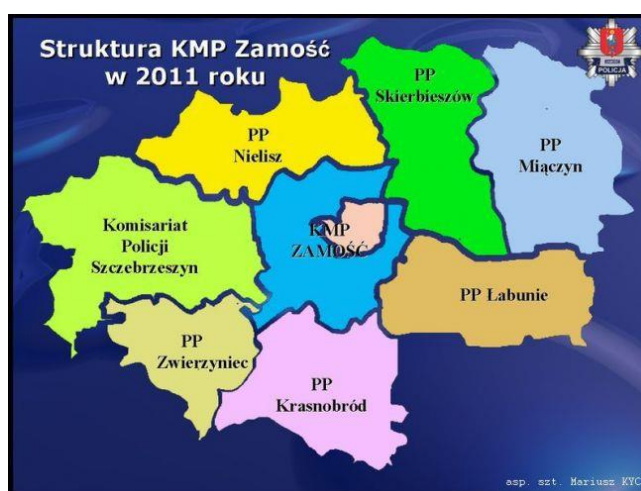 Struktura KMP Zamość
w 2011 roku
POLICJA
PP
Skierbieszów
PP
Nielisz
PP
Miączyn
Komisariat
Policji
Szczebrzeszyn
KMP
ZAMOŚĆ
PP Łabunie
PP
Zwierzyniec
PP
Krasnobród
asp. szt. Mariusz KYC